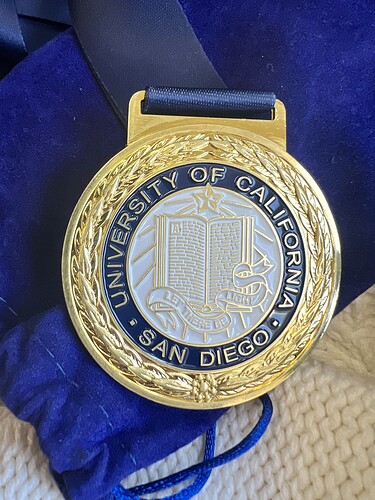 UNIVERSITY OF CALIFORNIA
· SAN DIEGO ·
A
LET THERE BE LIGHT